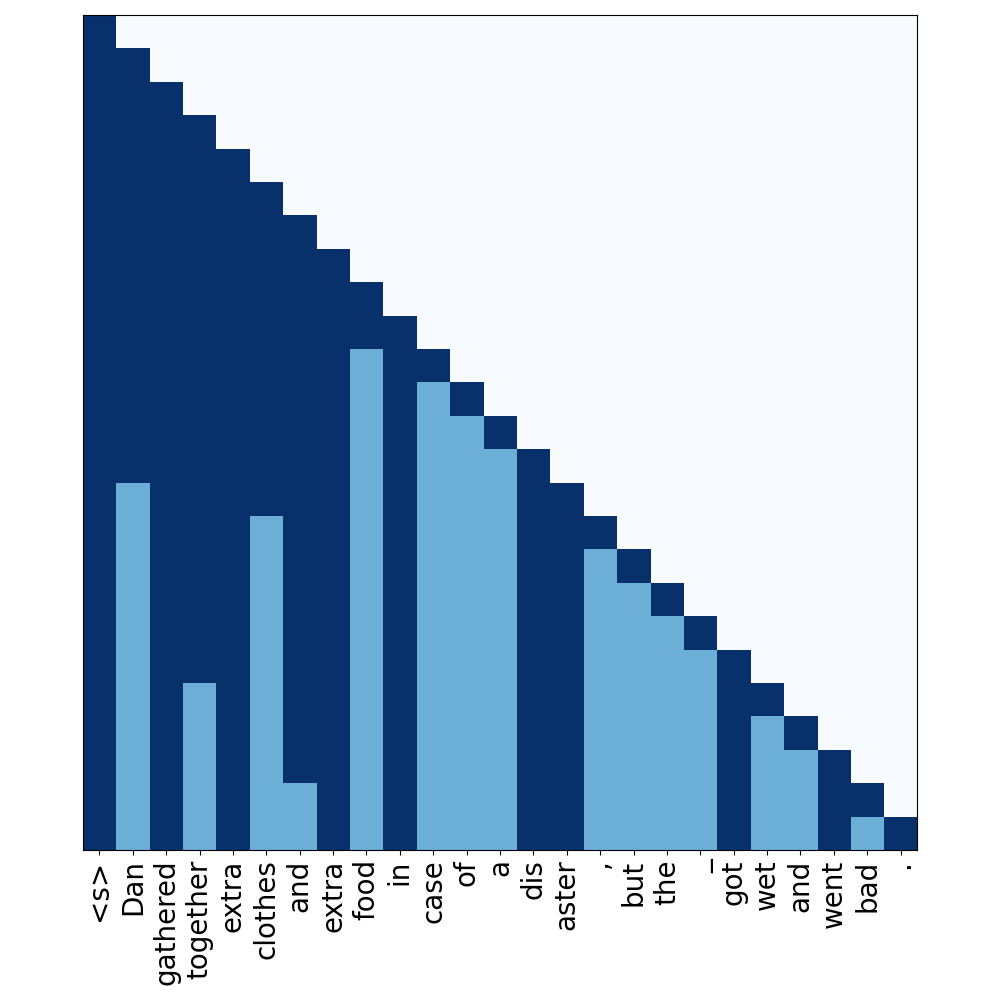 <s>
Dan
gathered
together
extra
clothes
and
extra
food
in
case
of
a
dis
aster
,
but
the
_
got
wet
and
went
bad
.